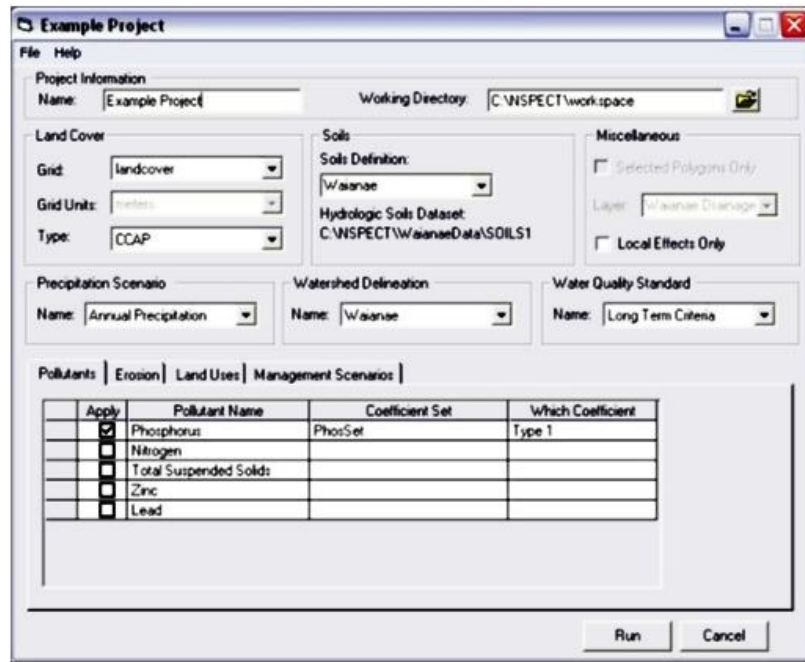 Example Project
File Help
Project Information
Name: Example Project Working Directory: C:\NSPECT\workspace
Land Cover Soils Miscellaneous
Grid: landcover Soils Definition: Selected Polygons Only
Waianae
Grid Units: meters Hydrologic Soils Dataset: Layer: Waianae Drainage
Type: CCAP C:\NSPECT\WaianaeData\SOILS1 Local Effects Only
Precipitation Scenario Watershed Delineation Water Quality Standard
Name: Annual Precipitation Name: Waianae Name: Long Term Criteria
Pollutants Erosion Land Uses Management Scenarios
Apply Pollutant Name Coefficient Set Which Coefficient
Phosphorus PhosSet Type 1
Nitrogen
Total Suspended Solids
Zinc
Lead
Run Cancel